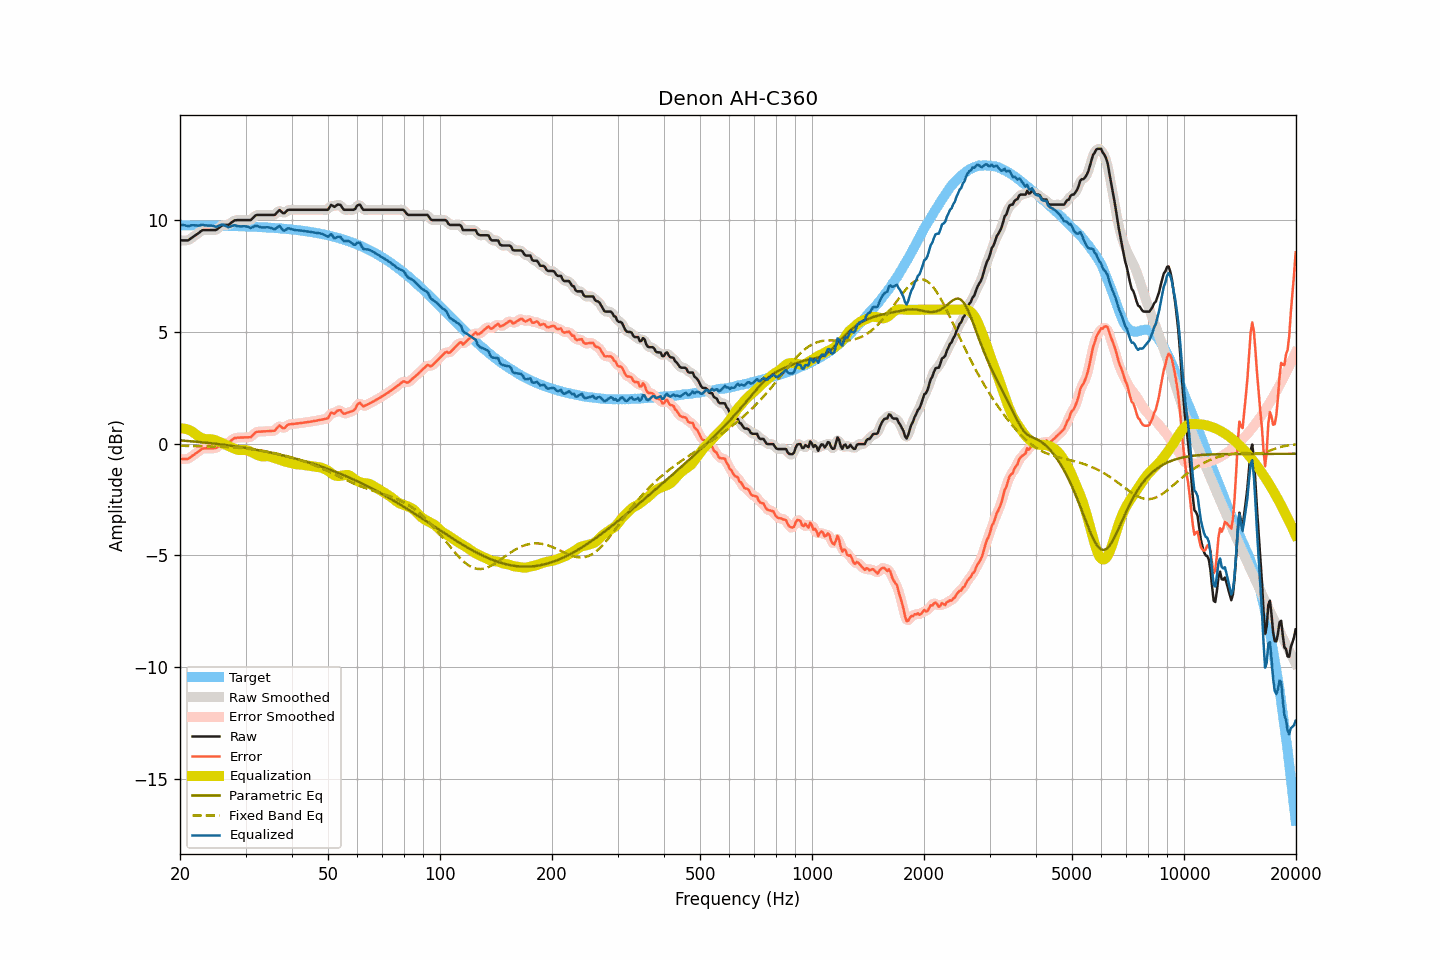 Denon AH-C360
Amplitude (dBr)
10
5
0
−5
−10
−15
Target
Raw Smoothed
Error Smoothed
Raw
Error
Equalization
Parametric Eq
Fixed Band Eq
Equalized
20 50 100 200 500 1000 2000 5000 10000 20000
Frequency (Hz)